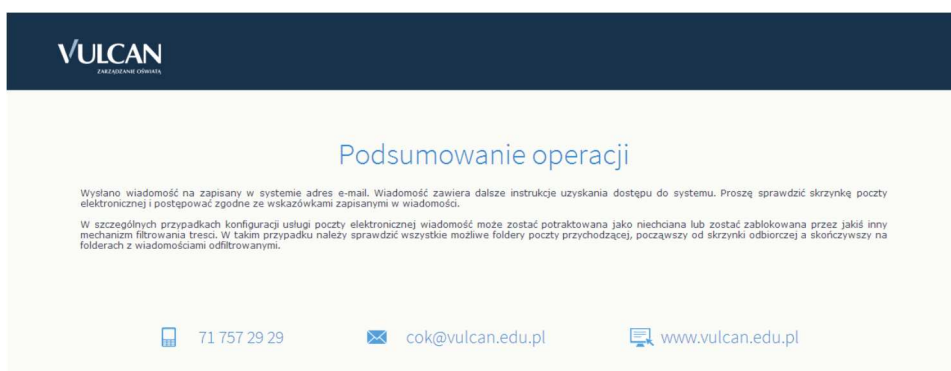 VULCAN
ZARZĄDZANIE OŚWIATĄ
Podsumowanie operacji
Wysłano wiadomość na zapisany w systemie adres e-mail. Wiadomość zawiera dalsze instrukcje uzyskania dostępu do systemu. Proszę sprawdzić skrzynkę poczty
elektronicznej i postępować zgodne ze wskazówkami zapisanymi w wiadomości.
W szczególnych przypadkach konfiguracji usługi poczty elektronicznej wiadomość może zostać potraktowana jako niechciana lub zostać zablokowana przez jakiś inny
mechanizm filtrowania tresci. W takim przypadku należy sprawdzić wszystkie możliwe foldery poczty przychodzącej, począwszy od skrzynki odbiorczej a skończywszy na
folderach z wiadomościami odfiltrowanymi.
71 757 29 29 cok@vulcan.edu.pl www.vulcan.edu.pl